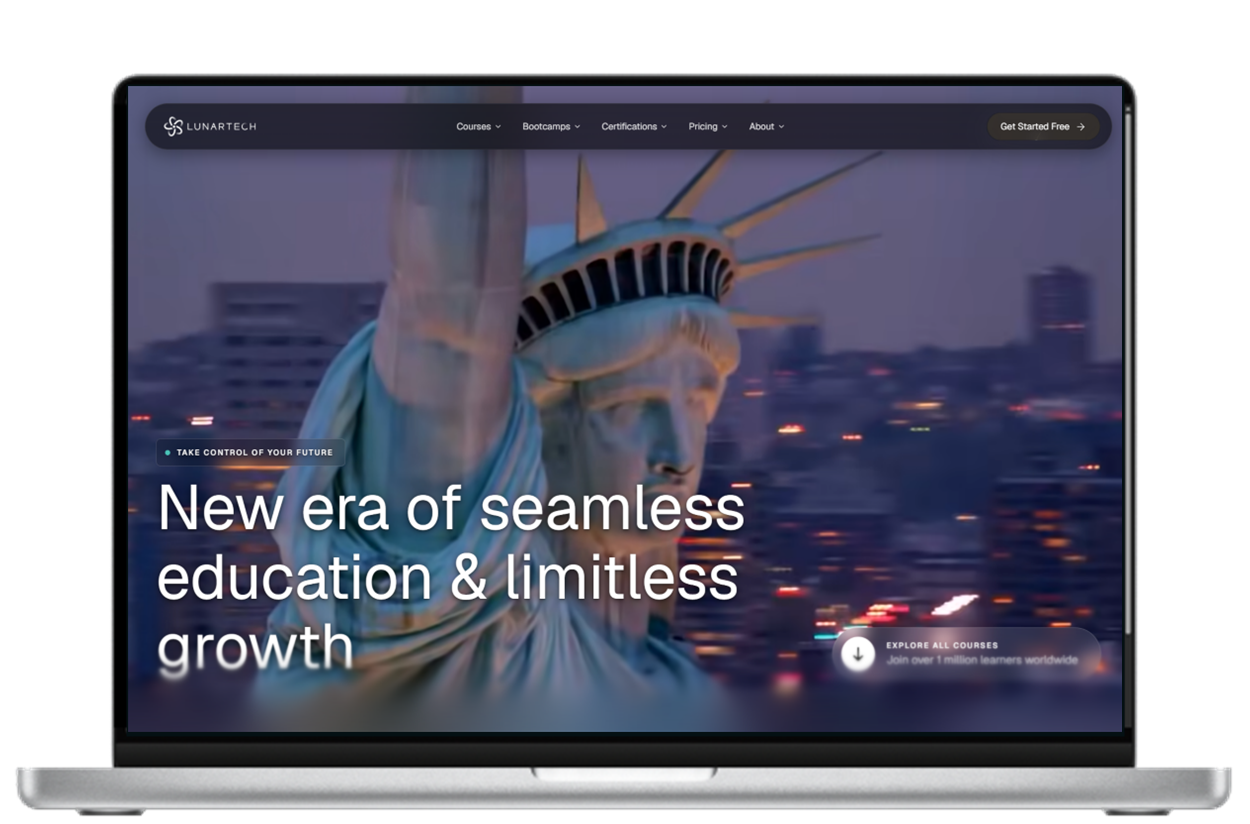 LUNARTECH
Courses
Bootcamps
Certifications
Pricing
About
Get Started Free
TAKE CONTROL OF YOUR FUTURE
New era of seamless
education & limitless
growth
EXPLORE ALL COURSES
Join over 1 million learners worldwide